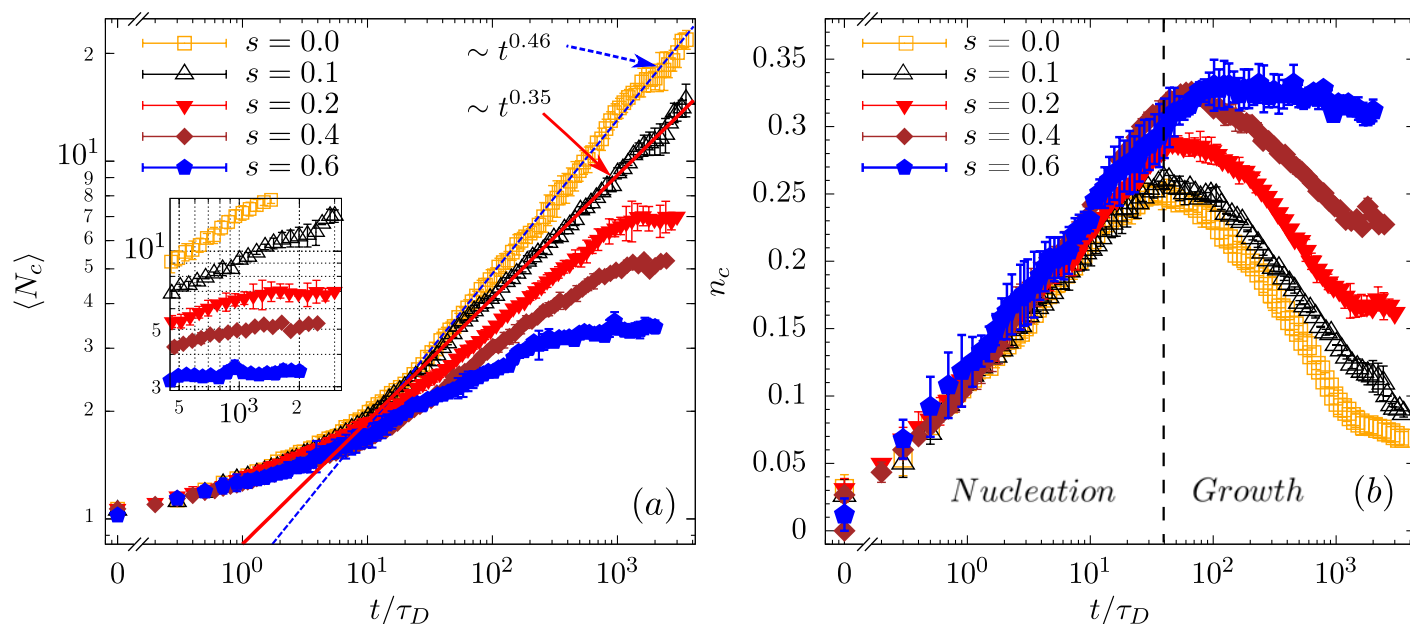 s = 0.0
s = 0.1
s = 0.2
s = 0.4
s = 0.6
∼ t^0.46
∼ t^0.35
⟨N_c⟩
2
10^1
9
8
7
6
5
4
3
2
1
10^1
5
3
5
10^3
2
(a)
0
10^0
10^1
10^2
10^3
t/τ_D
s = 0.0
s = 0.1
s = 0.2
s = 0.4
s = 0.6
n_c
0.35
0.3
0.25
0.2
0.15
0.1
0.05
0
Nucleation
Growth
(b)
0
10^0
10^1
10^2
10^3
t/τ_D